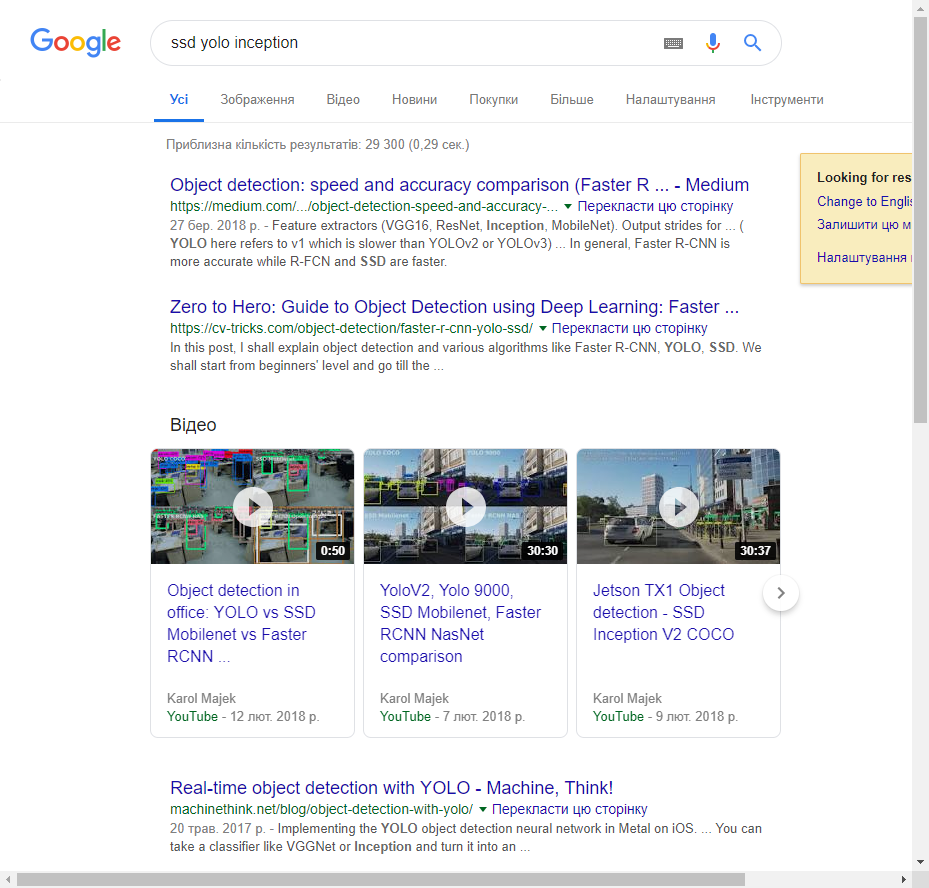 Google
ssd yolo inception
Усі Зображення Відео Новини Покупки Більше Налаштування Інструменти
Приблизна кількість результатів: 29 300 (0,29 сек.)
Looking for res
Change to Englis
Залишити цю м
Налаштування
Object detection: speed and accuracy comparison (Faster R ... - Medium
https://medium.com/.../object-detection-speed-and-accuracy-... Перекласти цю сторінку
27 бер. 2018 р. - Feature extractors (VGG16, ResNet, Inception, MobileNet). Output strides for ... (
YOLO here refers to v1 which is slower than YOLOv2 or YOLOv3) ... In general, Faster R-CNN is
more accurate while R-FCN and SSD are faster.
Zero to Hero: Guide to Object Detection using Deep Learning: Faster ...
https://cv-tricks.com/object-detection/faster-r-cnn-yolo-ssd/ Перекласти цю сторінку
In this post, I shall explain object detection and various algorithms like Faster R-CNN, YOLO, SSD. We
shall start from beginners' level and go till the ...
Відео
0:50
Object detection in
office: YOLO vs SSD
Mobilenet vs Faster
RCNN ...
Karol Majek
YouTube - 12 лют. 2018 р.
YOLO COCO YOLO 9000
SSD Mobilenet RCNN NAS
30:30
YoloV2, Yolo 9000,
SSD Mobilenet, Faster
RCNN NasNet
comparison
Karol Majek
YouTube - 7 лют. 2018 р.
30:37
Jetson TX1 Object
detection - SSD
Inception V2 COCO
Karol Majek
YouTube - 9 лют. 2018 р.
Real-time object detection with YOLO - Machine, Think!
machinethink.net/blog/object-detection-with-yolo/ Перекласти цю сторінку
20 трав. 2017 р. - Implementing the YOLO object detection neural network in Metal on iOS. ... You can
take a classifier like VGGNet or Inception and turn it into an ...